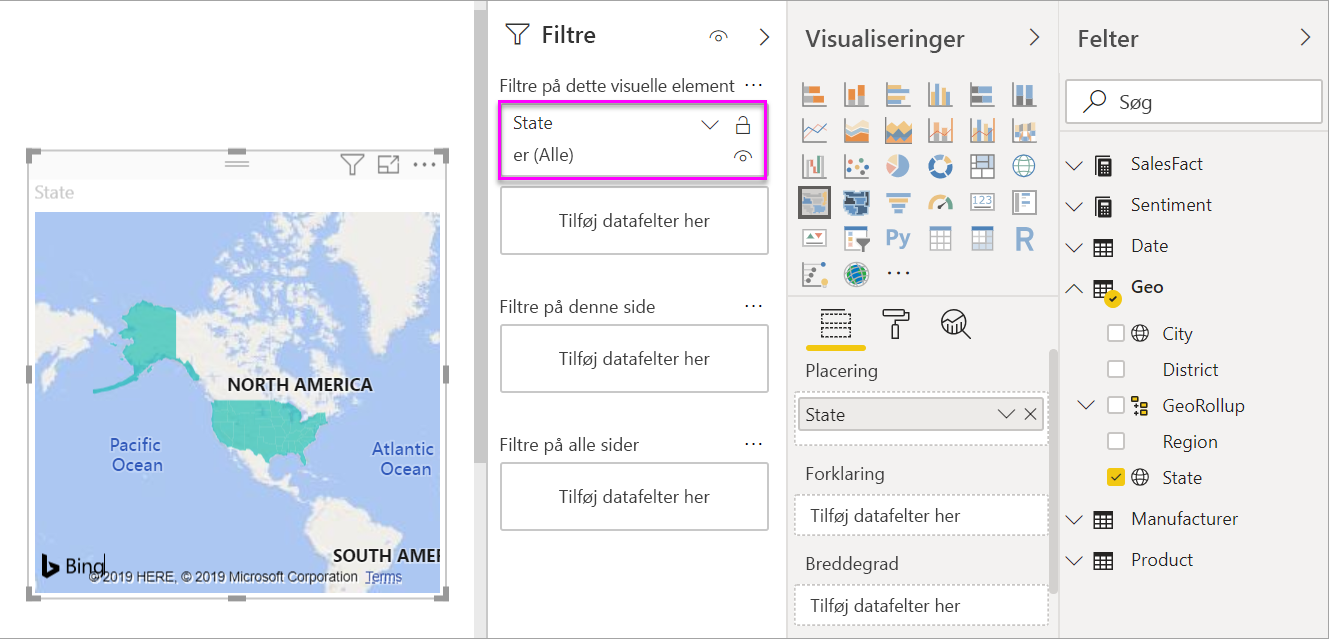 State
NORTH AMERICA
Pacific
Ocean
Atlantic
Ocean
SOUTH AMER
Bing
© 2019 HERE, © 2019 Microsoft Corporation Terms
Filtre
Filtre på dette visuelle element
State
er (Alle)
Tilføj datafelter her
Filtre på denne side
Tilføj datafelter her
Filtre på alle sider
Tilføj datafelter her
Visualiseringer
123
Py
R
Placering
State
Forklaring
Tilføj datafelter her
Breddegrad
Tilføj datafelter her
Felter
Søg
SalesFact
Sentiment
Date
Geo
City
District
GeoRollup
Region
State
Manufacturer
Product